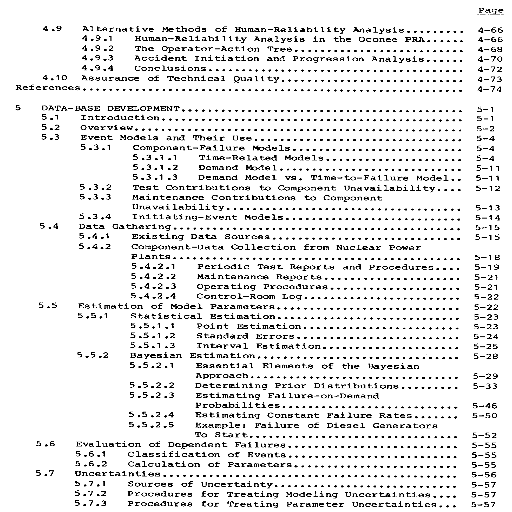 Page
4.9 Alternative Methods of Human-Reliability Analysis......... 4-66
4.9.1 Human-Reliability Analysis in the Oconee PRA...... 4-66
4.9.2 The Operator-Action Tree.......................... 4-68
4.9.3 Accident Initiation and Progression Analysis...... 4-70
4.9.4 Conclusions....................................... 4-72
4.10 Assurance of Technical Quality........................... 4-73
References.................................................... 4-74
5 DATA-BASE DEVELOPMENT....................................... 5-1
5.1 Introduction.............................................. 5-1
5.2 Overview.................................................. 5-2
5.3 Event Models and Their Use................................ 5-4
5.3.1 Component-Failure Models................................ 5-4
5.3.1.1 Time-Related Models................................... 5-4
5.3.1.2 Demand Model.......................................... 5-11
5.3.1.3 Demand Model vs. Time-to-Failure Model.. 5-11
5.3.2 Test Contributions to Component Unavailability.... 5-12
5.3.3 Maintenance Contributions to Component
Unavailability........................................ 5-13
5.3.4 Initiating-Event Models........................... 5-14
5.4 Data Gathering............................................ 5-15
5.4.1 Existing Data Sources............................. 5-15
5.4.2 Component-Data Collection from Nuclear Power
Plants................................................ 5-18
5.4.2.1 Periodic Test Reports and Procedures.... 5-19
5.4.2.2 Maintenance Reports..................... 5-21
5.4.2.3 Operating Procedures.................... 5-21
5.4.2.4 Control-Room Log........................ 5-22
5.5 Estimation of Model Parameters............................ 5-22
5.5.1 Statistical Estimation............................ 5-23
5.5.1.1 Point Estimation........................ 5-23
5.5.1.2 Standard Errors......................... 5-24
5.5.1.3 Interval Estimation..................... 5-25
5.5.2 Bayesian Estimation............................... 5-28
5.5.2.1 Essential Elements of the Bayesian
Approach................................ 5-29
5.5.2.2 Determining Prior Distributions......... 5-33
5.5.2.3 Estimating Failure-on-Demand
Probabilities........................... 5-46
5.5.2.4 Estimating Constant Failure Rates....... 5-50
5.5.2.5 Example: Failure of Diesel Generators
To Start................................ 5-52
5.6 Evaluation of Dependent Failures.......................... 5-55
5.6.1 Classification of Events.......................... 5-55
5.6.2 Calculation of Parameters......................... 5-55
5.7 Uncertainties............................................. 5-56
5.7.1 Sources of Uncertainty............................ 5-57
5.7.2 Procedures for Treating Modeling Uncertainties.... 5-57
5.7.3 Procedures for Treating Parameter Uncertainties... 5-57